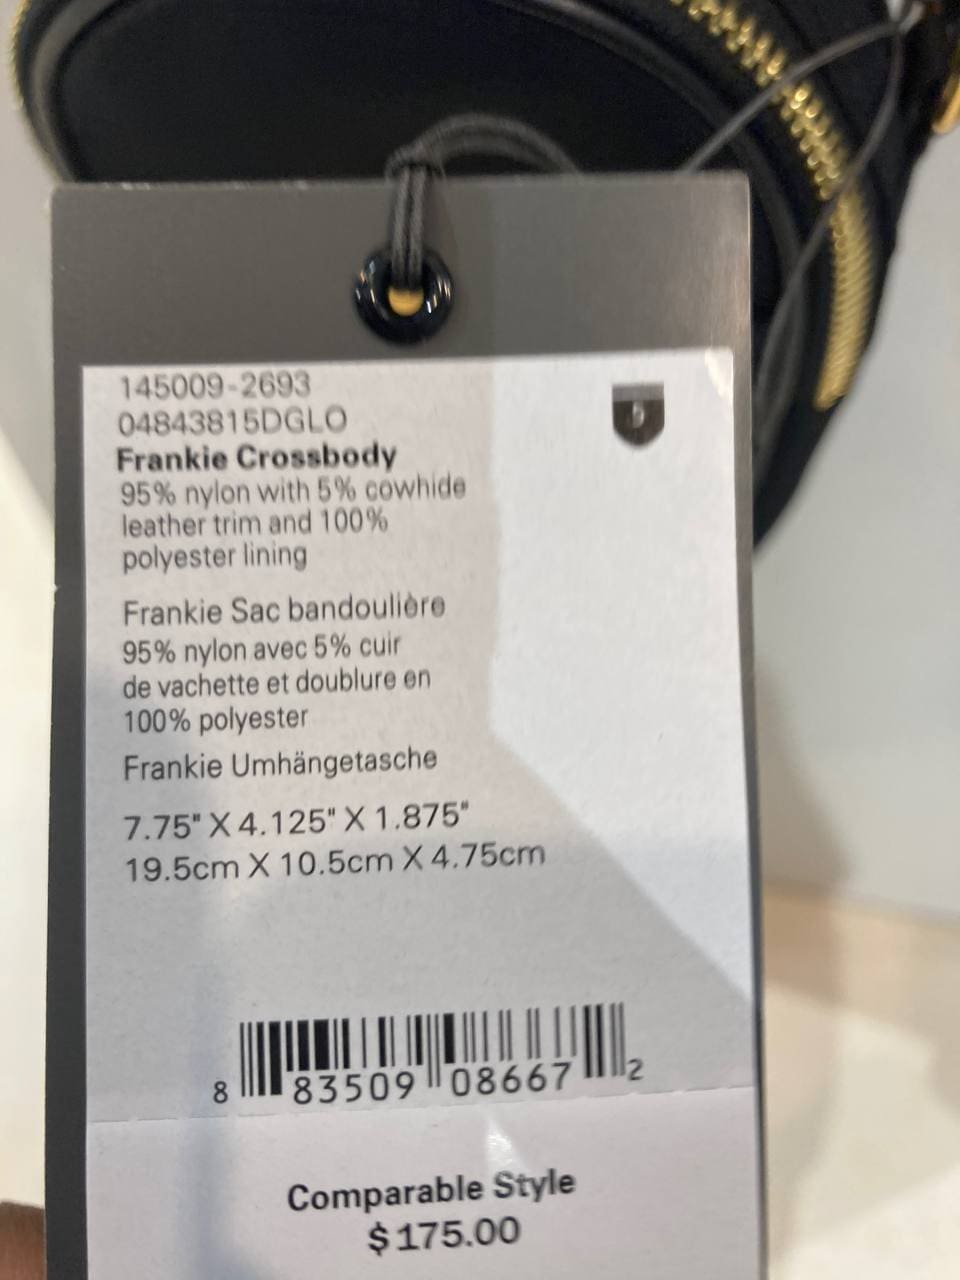 145009-2693
04843815DGLO
Frankie Crossbody
95% nylon with 5% cowhide
leather trim and 100%
polyester lining
Frankie Sac bandoulière
95% nylon avec 5% cuir
de vachette et doublure en
100% polyester
Frankie Umhängetasche
7.75" X 4.125" X 1.875"
19.5cm X 10.5cm X 4.75cm
8 83509 08667 2
Comparable Style
$175.00